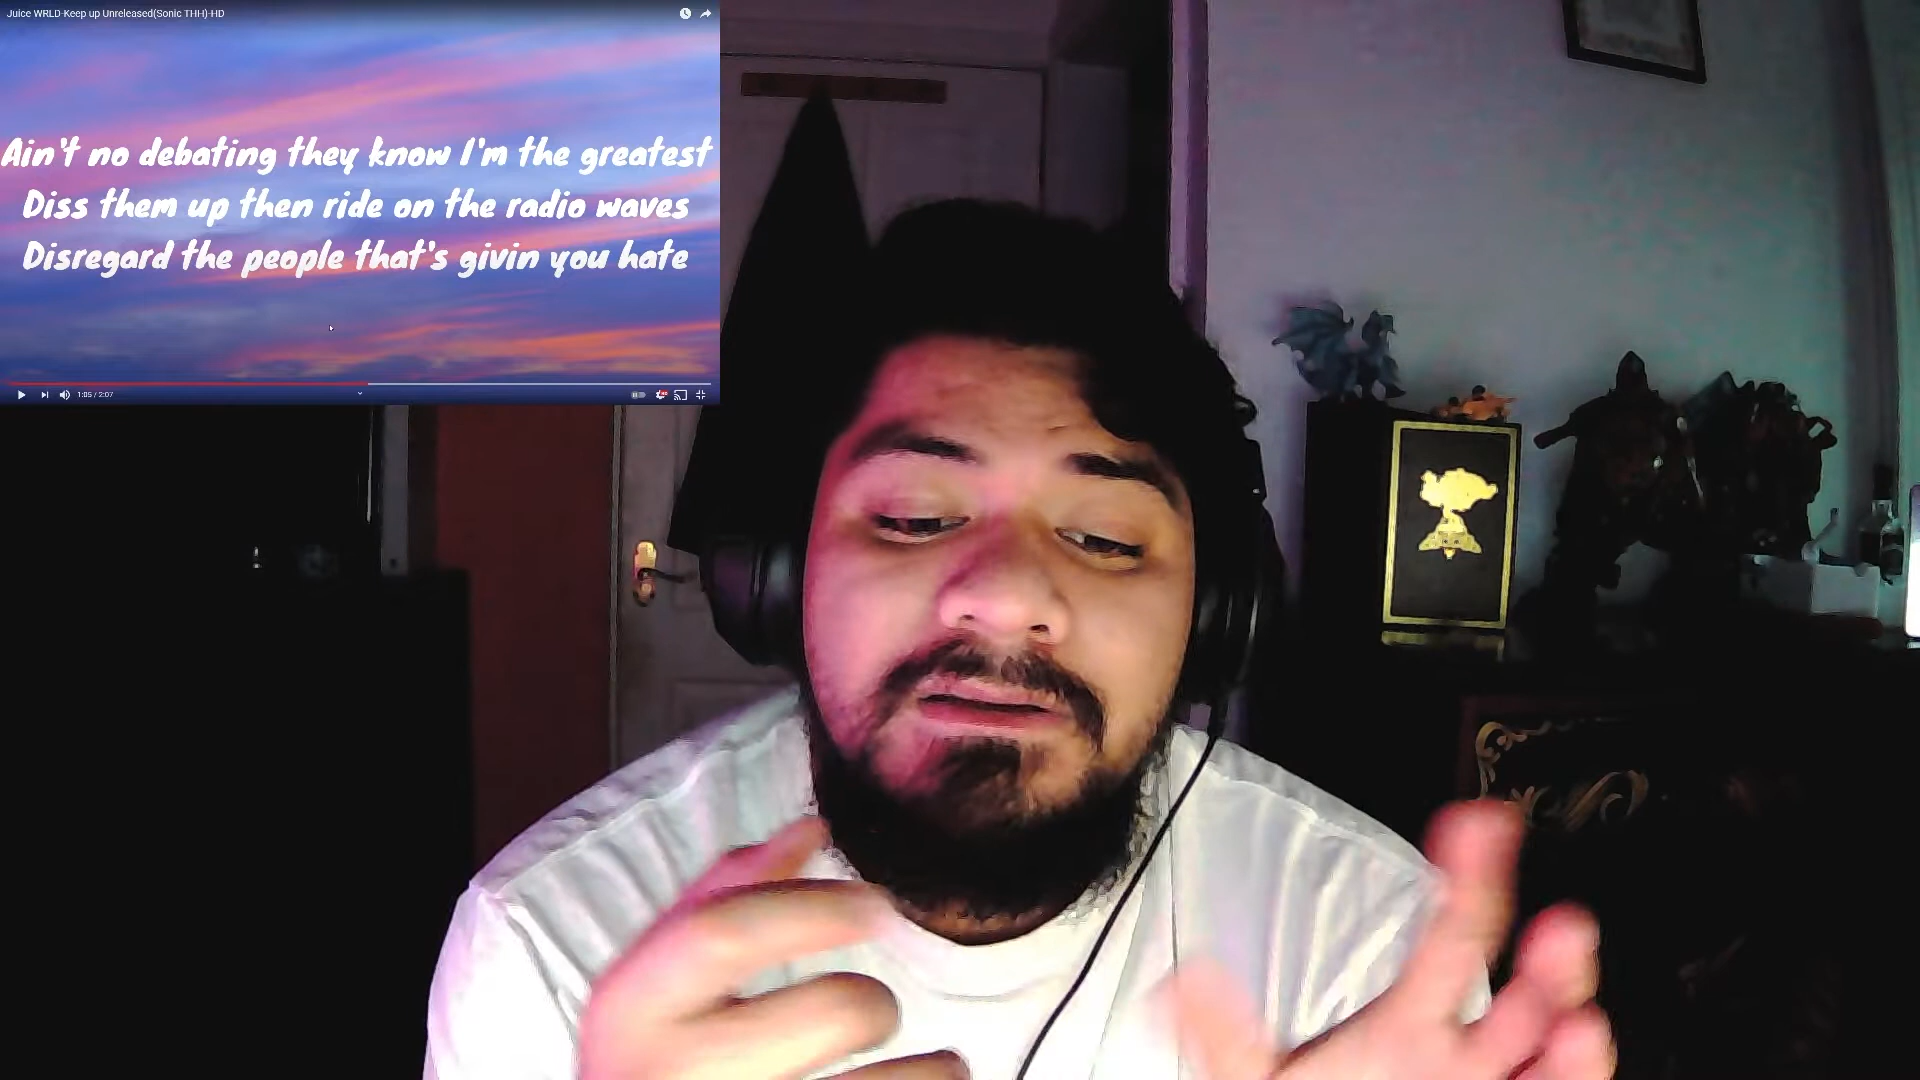 Juice WRLD-Keep up Unreleased(Sonic THH)-HD
Ain't no debating they know I'm the greatest
Diss them up then ride on the radio waves
Disregard the people that's givin you hate
1:05 / 2:07